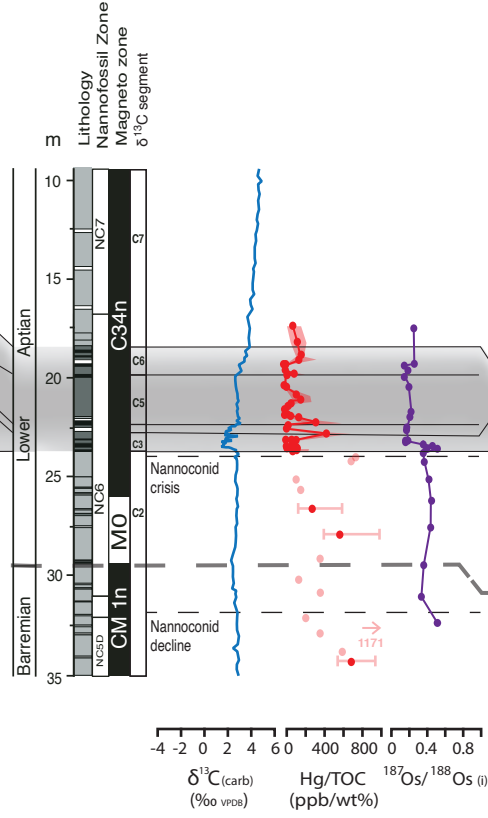 m
Lithology
Nannofossil Zone
Magneto zone
δ13C segment
10
15
20
25
30
35
Aptian
Lower
Barremian
NC7
NC6
NC5D
C34n
M0
CM 1n
C7
C6
C5
C3
C2
Nannoconid
crisis
Nannoconid
decline
1171
-4 -2 0 2 4 6
0 400 800
0 0.4 0.8
δ13C(carb)
(‰ VPDB)
Hg/TOC
(ppb/wt%)
187Os/188Os (i)